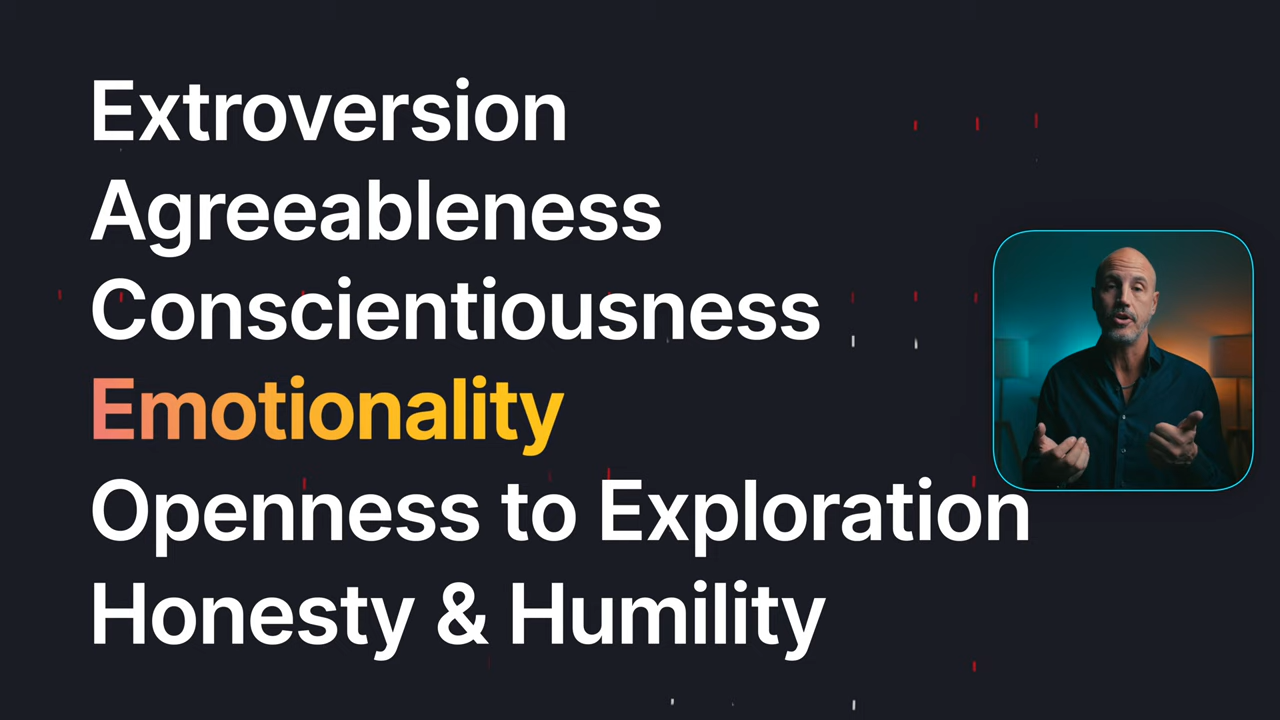 Extroversion
Agreeableness
Conscientiousness
Emotionality
Openness to Exploration
Honesty & Humility